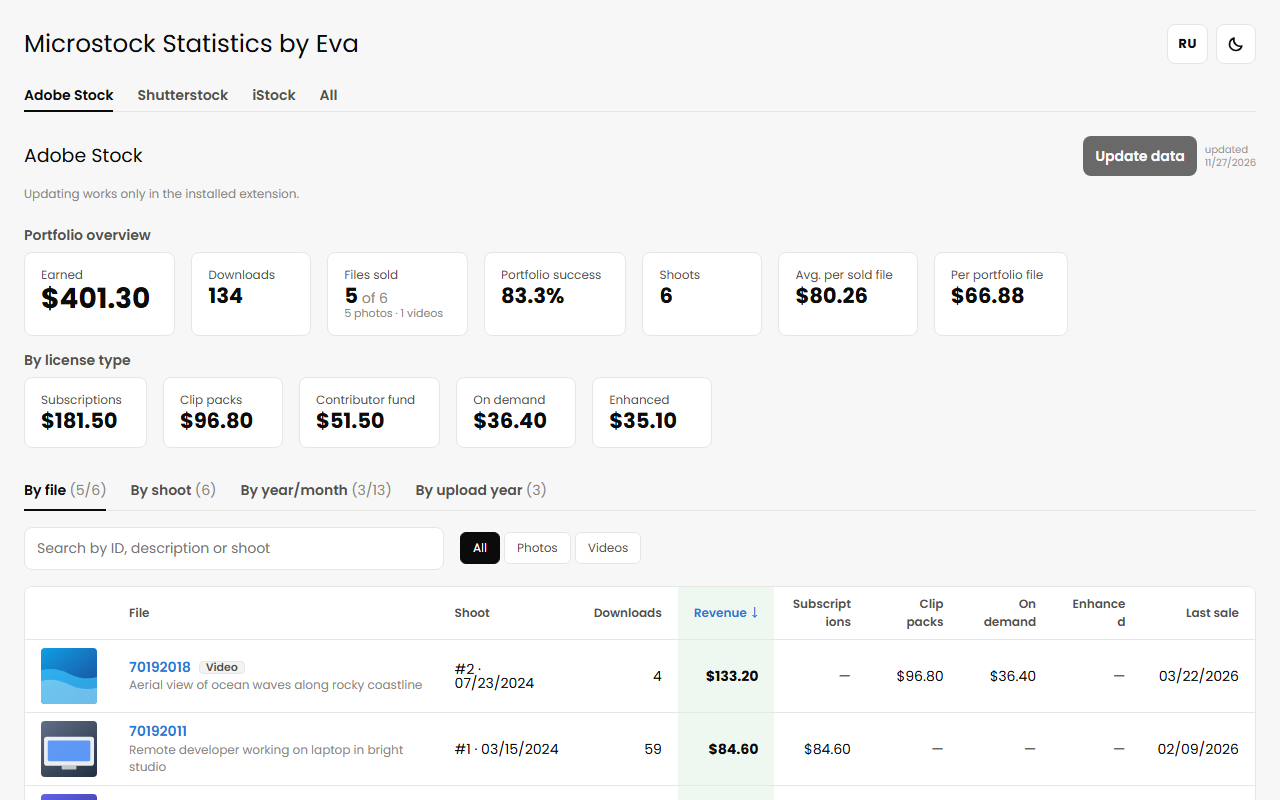 Microstock Statistics by Eva
RU
Adobe Stock Shutterstock iStock All
Adobe Stock
Update data
updated
11/27/2026
Updating works only in the installed extension.
Portfolio overview
Earned
$401.30
Downloads
134
Files sold
5 of 6
5 photos · 1 videos
Portfolio success
83.3%
Shoots
6
Avg. per sold file
$80.26
Per portfolio file
$66.88
By license type
Subscriptions
$181.50
Clip packs
$96.80
Contributor fund
$51.50
On demand
$36.40
Enhanced
$35.10
By file (5/6) By shoot (6) By year/month (3/13) By upload year (3)
Search by ID, description or shoot
All Photos Videos
File
Shoot
Downloads
Revenue ↓
Subscript
ions
Clip
packs
On
demand
Enhance
d
Last sale
70192018 Video
Aerial view of ocean waves along rocky coastline
#2 ·
07/23/2024
4
$133.20
—
$96.80
$36.40
—
03/22/2026
70192011
Remote developer working on laptop in bright
studio
#1 · 03/15/2024
59
$84.60
$84.60
—
—
—
02/09/2026